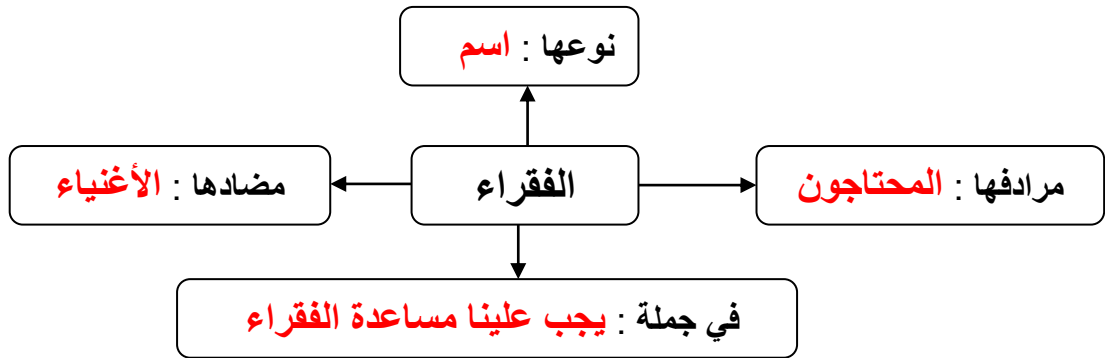 نوعها : اسم
مرادفها : المحتاجون
الفقراء
مضادها : الأغنياء
في جملة : يجب علينا مساعدة الفقراء